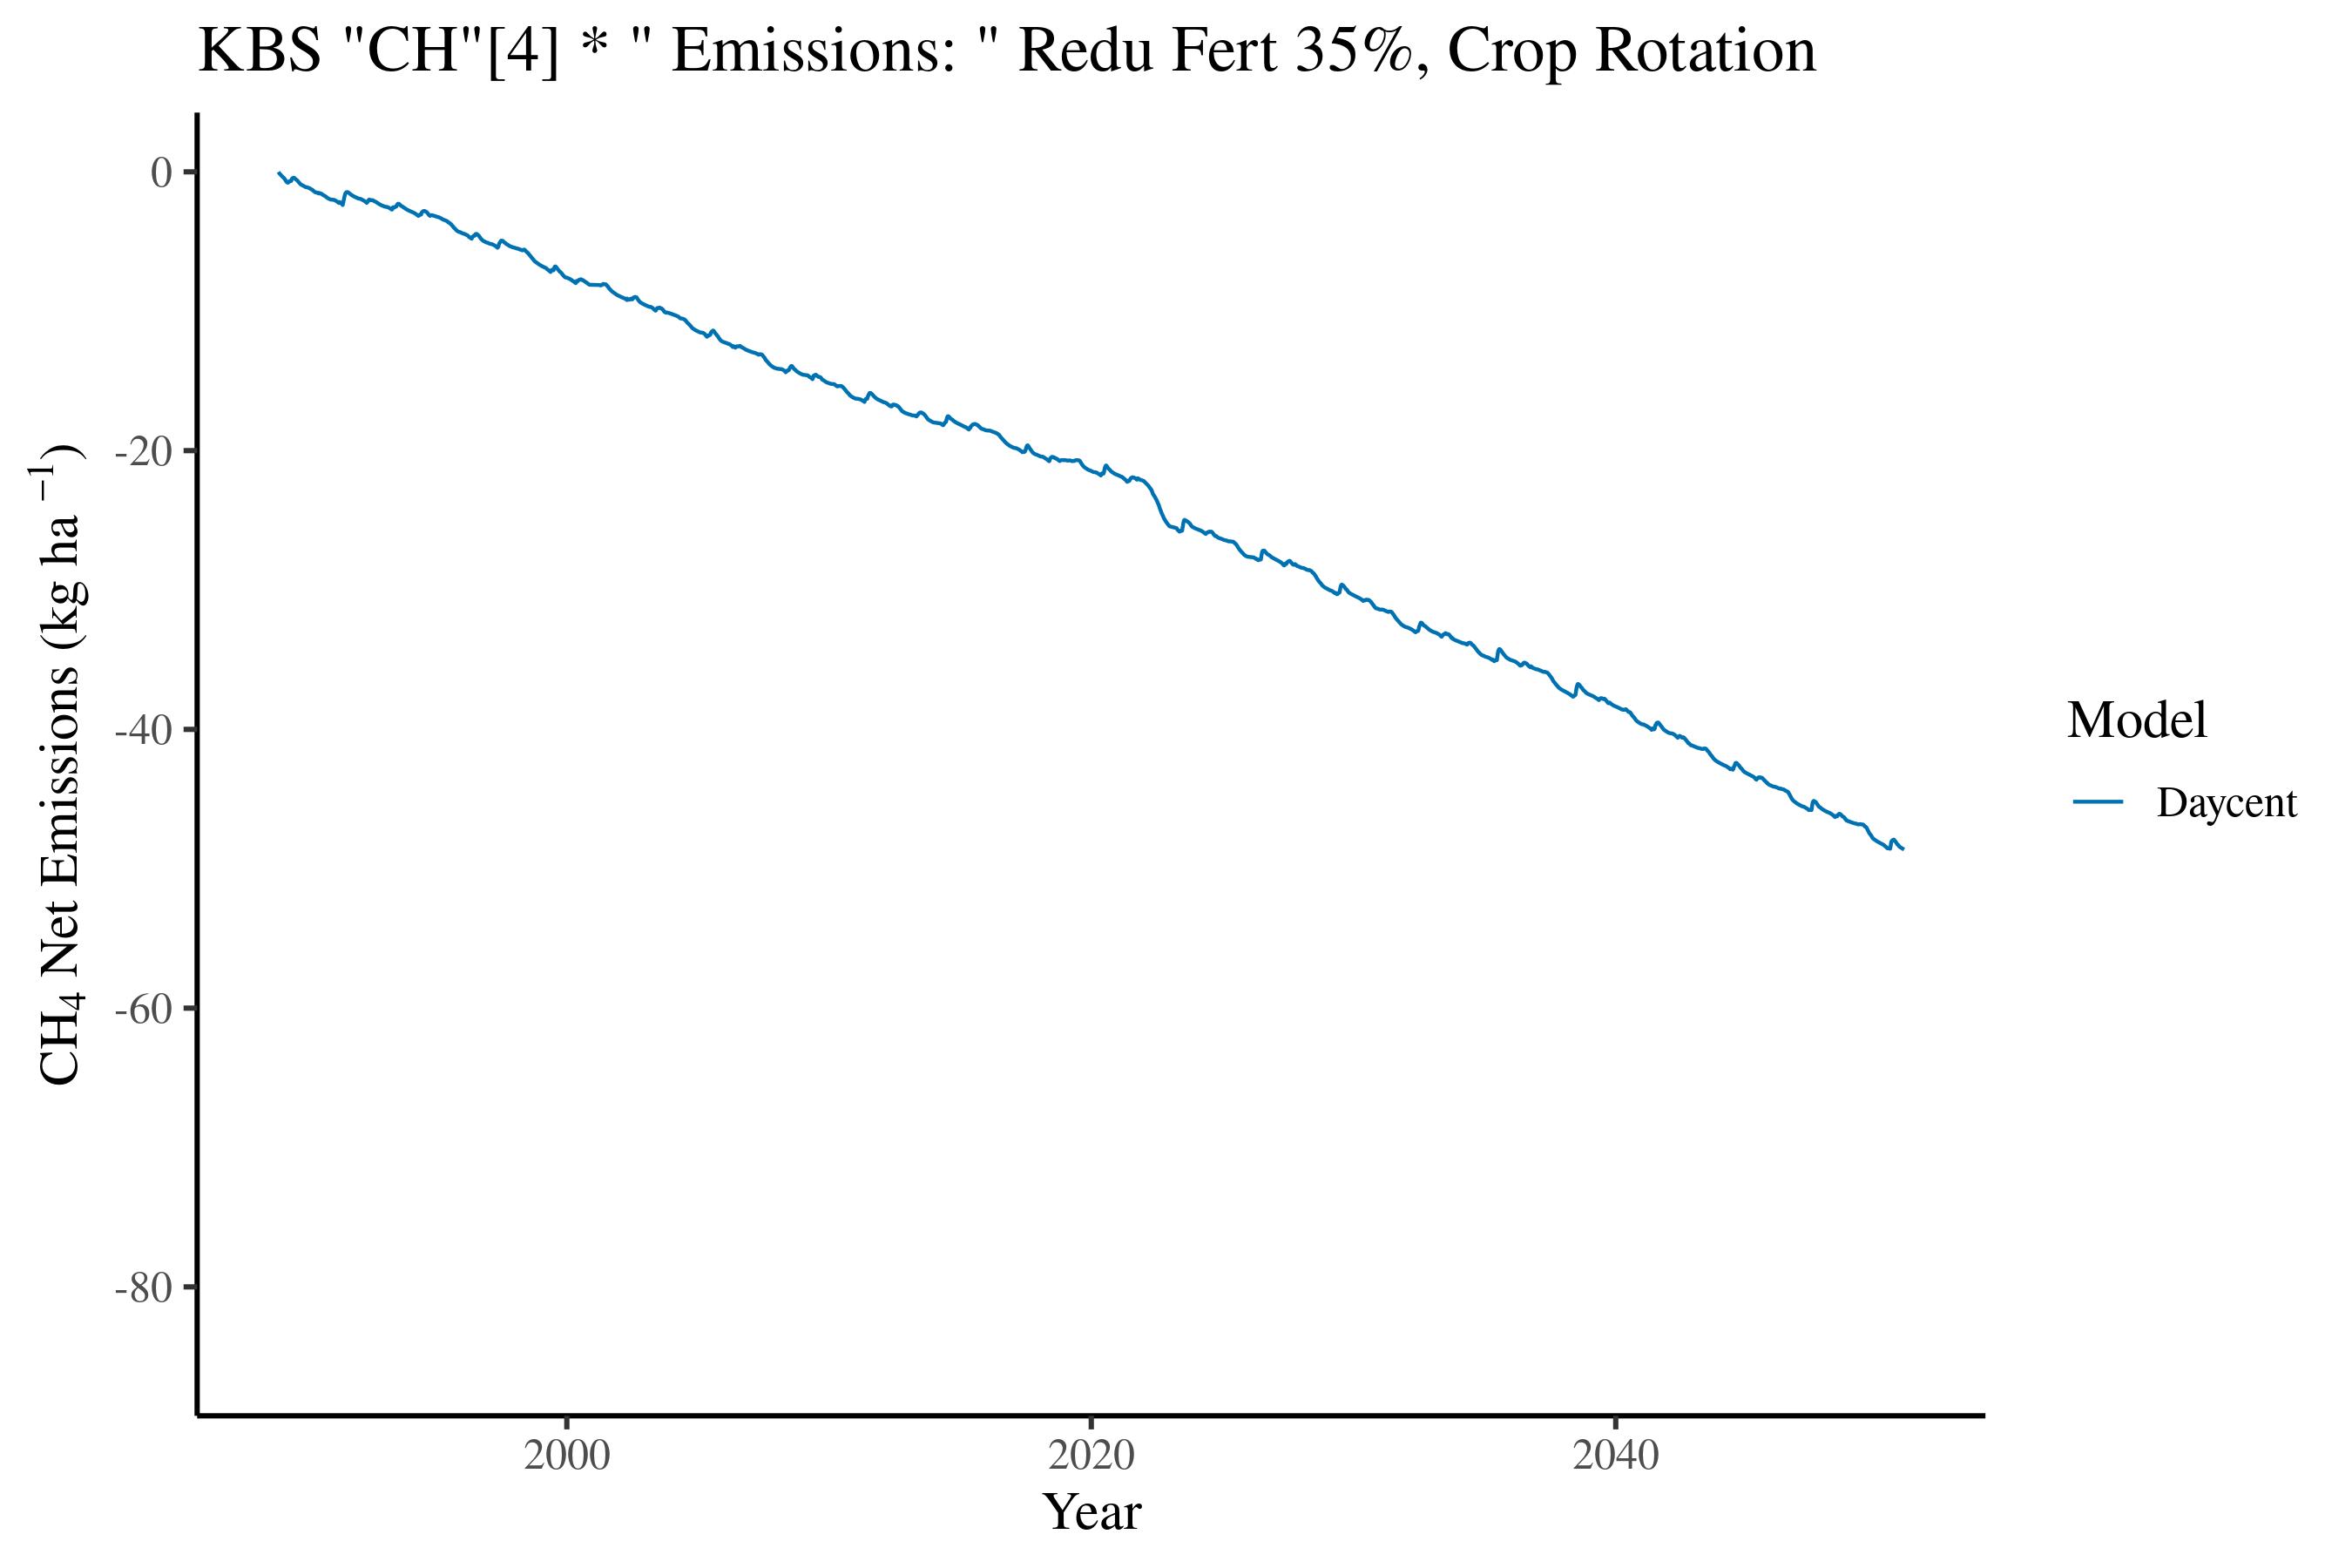 KBS "CH"[4] * " Emissions: " Redu Fert 35%, Crop Rotation
CH₄ Net Emissions (kg ha ⁻¹)
0
-20
-40
-60
-80
2000 2020 2040
Year
Model
Daycent